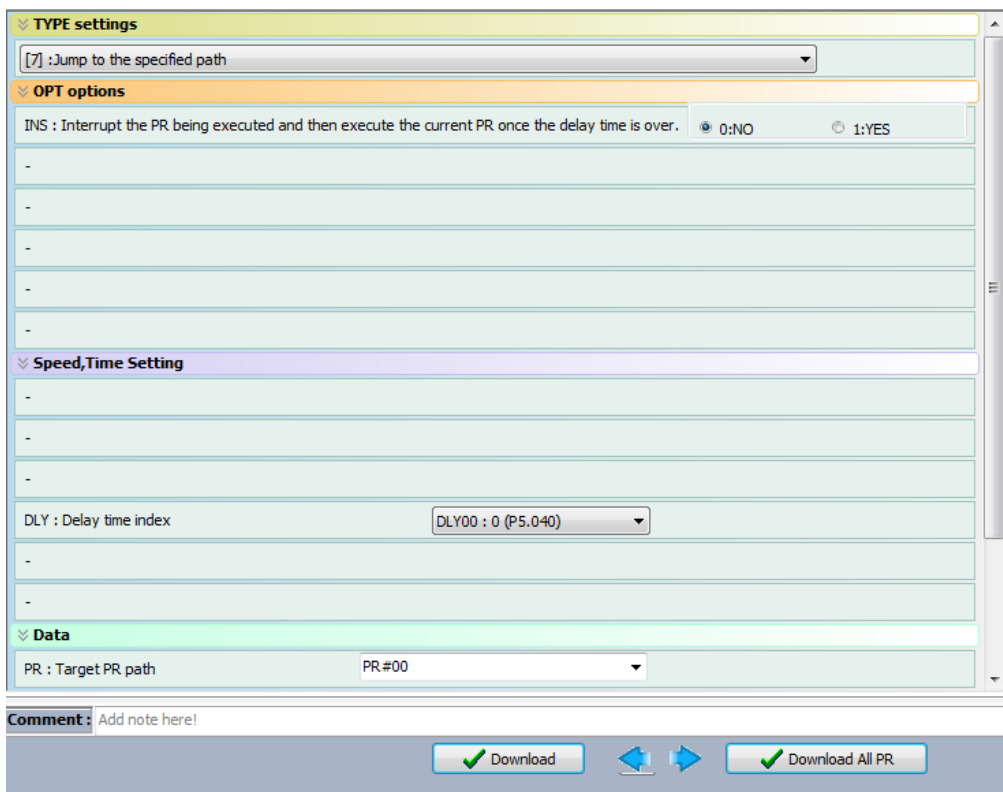 TYPE settings
[7] :Jump to the specified path
OPT options
INS : Interrupt the PR being executed and then execute the current PR once the delay time is over. 0:NO 1:YES
-
-
-
-
-
Speed,Time Setting
-
-
-
DLY : Delay time index DLY00 : 0 (P5.040)
-
-
Data
PR : Target PR path PR#00
Comment : Add note here!
Download Download All PR